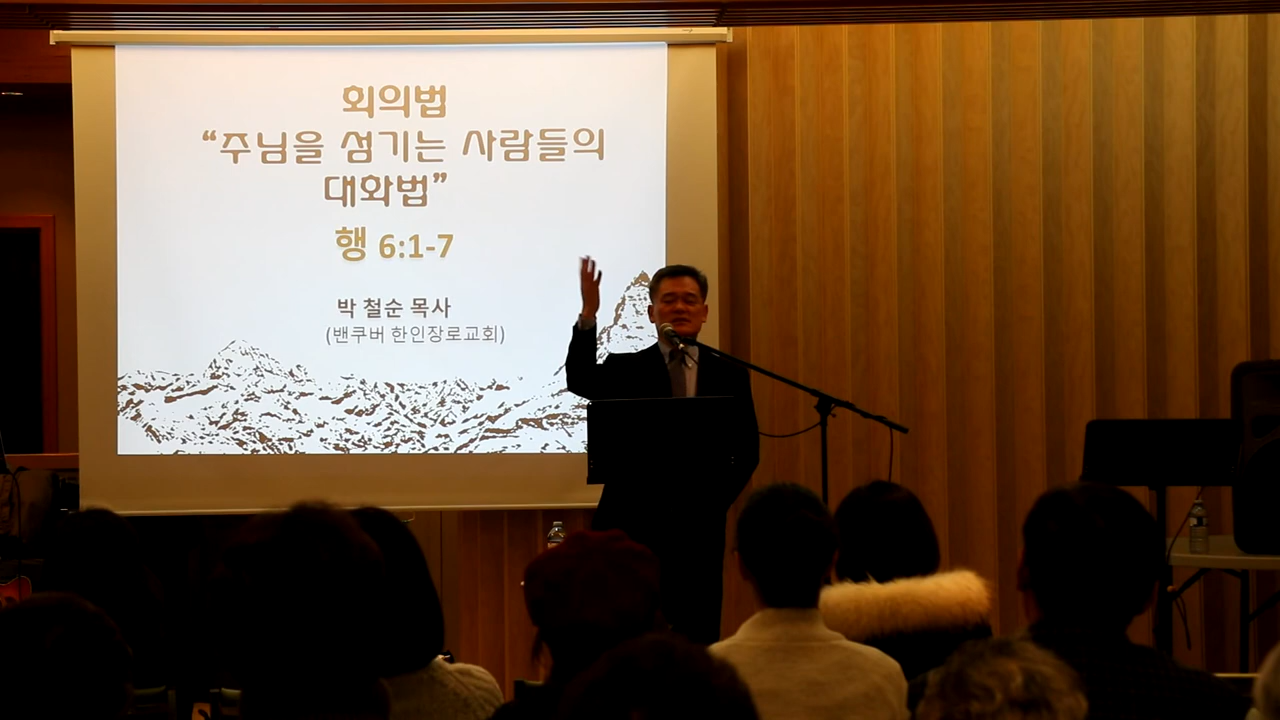 회의법
“주님을 섬기는 사람들의
대화법”
행 6:1-7
박 철순 목사
(밴쿠버 한인장로교회)